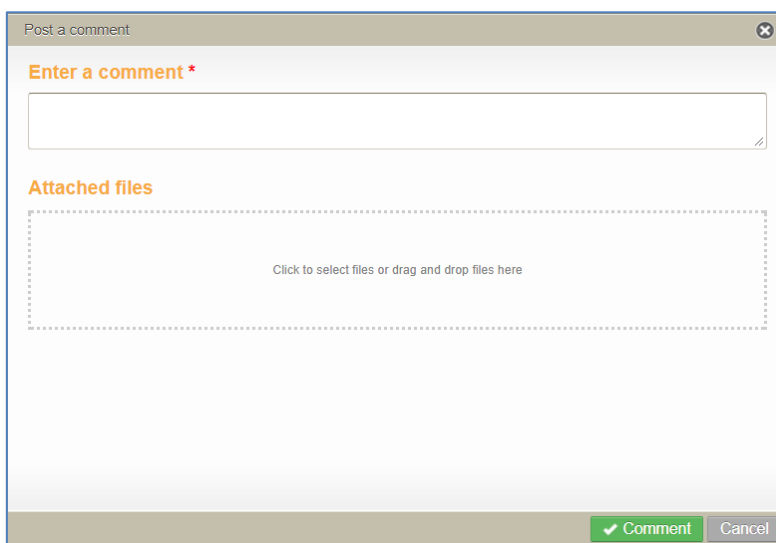 Post a comment
Enter a comment *
Attached files
Click to select files or drag and drop files here
Comment Cancel